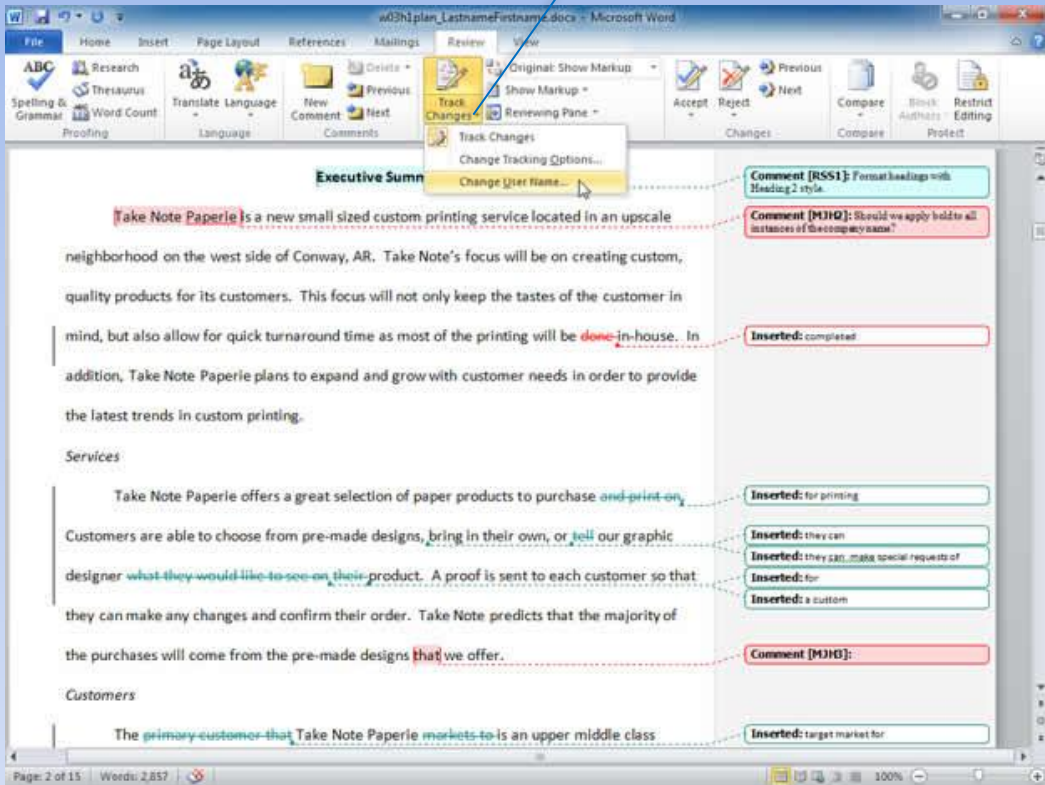 w03h1plan_LastnameFirstname.docx - Microsoft Word
File Home Insert Page Layout References Mailings Review View
ABC
Spelling & Grammar
Research
Thesaurus
Word Count
Proofing
Translate Language
Language
New Comment
Delete
Previous
Next
Comments
Track Changes
Original: Show Markup
Show Markup
Reviewing Pane
Accept Reject
Previous
Next
Changes
Compare
Compare
Block Authors
Restrict Editing
Protect
Track Changes
Change Tracking Options...
Change User Name...
Executive Summ
Comment [RSS1]: Format headings with
Heading 2 style.
Take Note Paperie is a new small sized custom printing service located in an upscale
Comment [MJH2]: Should we apply bold to all
instances of the company name?
neighborhood on the west side of Conway, AR. Take Note's focus will be on creating custom,
quality products for its customers. This focus will not only keep the tastes of the customer in
mind, but also allow for quick turnaround time as most of the printing will be done in-house. In
Inserted: completed
addition, Take Note Paperie plans to expand and grow with customer needs in order to provide
the latest trends in custom printing.
Services
Take Note Paperie offers a great selection of paper products to purchase and print on.
Inserted: for printing
Customers are able to choose from pre-made designs, bring in their own, or tell our graphic
Inserted: they can
Inserted: they can make special requests of
designer what they would like to see on their product. A proof is sent to each customer so that
Inserted: for
Inserted: a custom
they can make any changes and confirm their order. Take Note predicts that the majority of
the purchases will come from the pre-made designs that we offer.
Comment [MJH3]:
Customers
The primary customer that Take Note Paperie markets to is an upper middle class
Inserted: target market for
Page: 2 of 15 Words: 2,857 100%